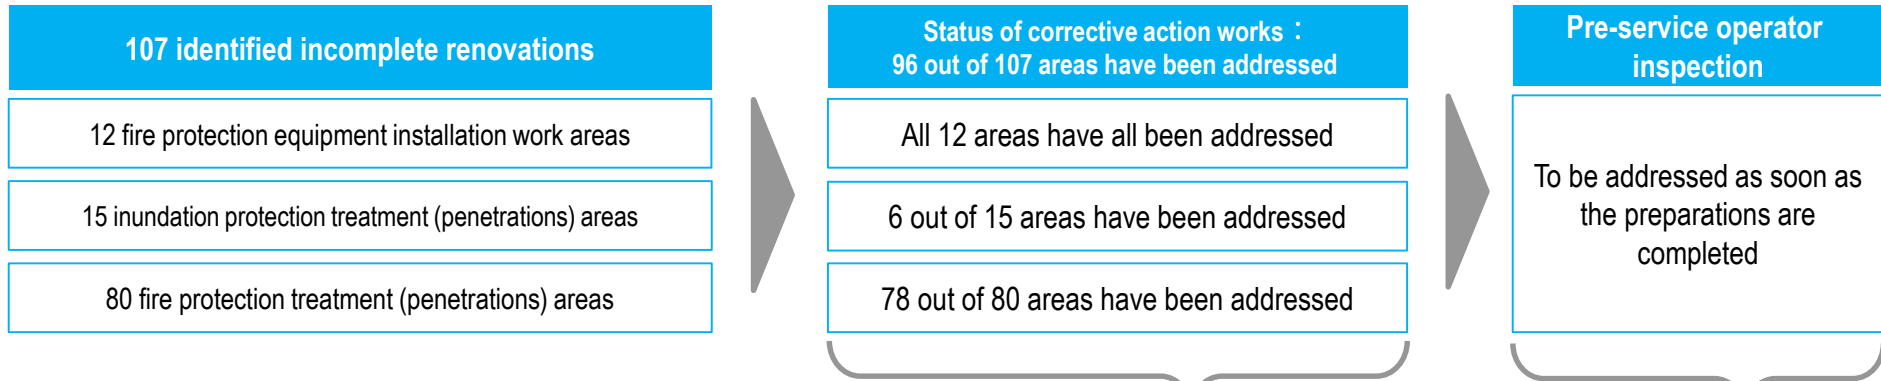 107 identified incomplete renovations
12 fire protection equipment installation work areas
15 inundation protection treatment (penetrations) areas
80 fire protection treatment (penetrations) areas
Status of corrective action works：
96 out of 107 areas have been addressed
All 12 areas have all been addressed
6 out of 15 areas have been addressed
78 out of 80 areas have been addressed
Pre-service operator
inspection
To be addressed as soon as
the preparations are
completed